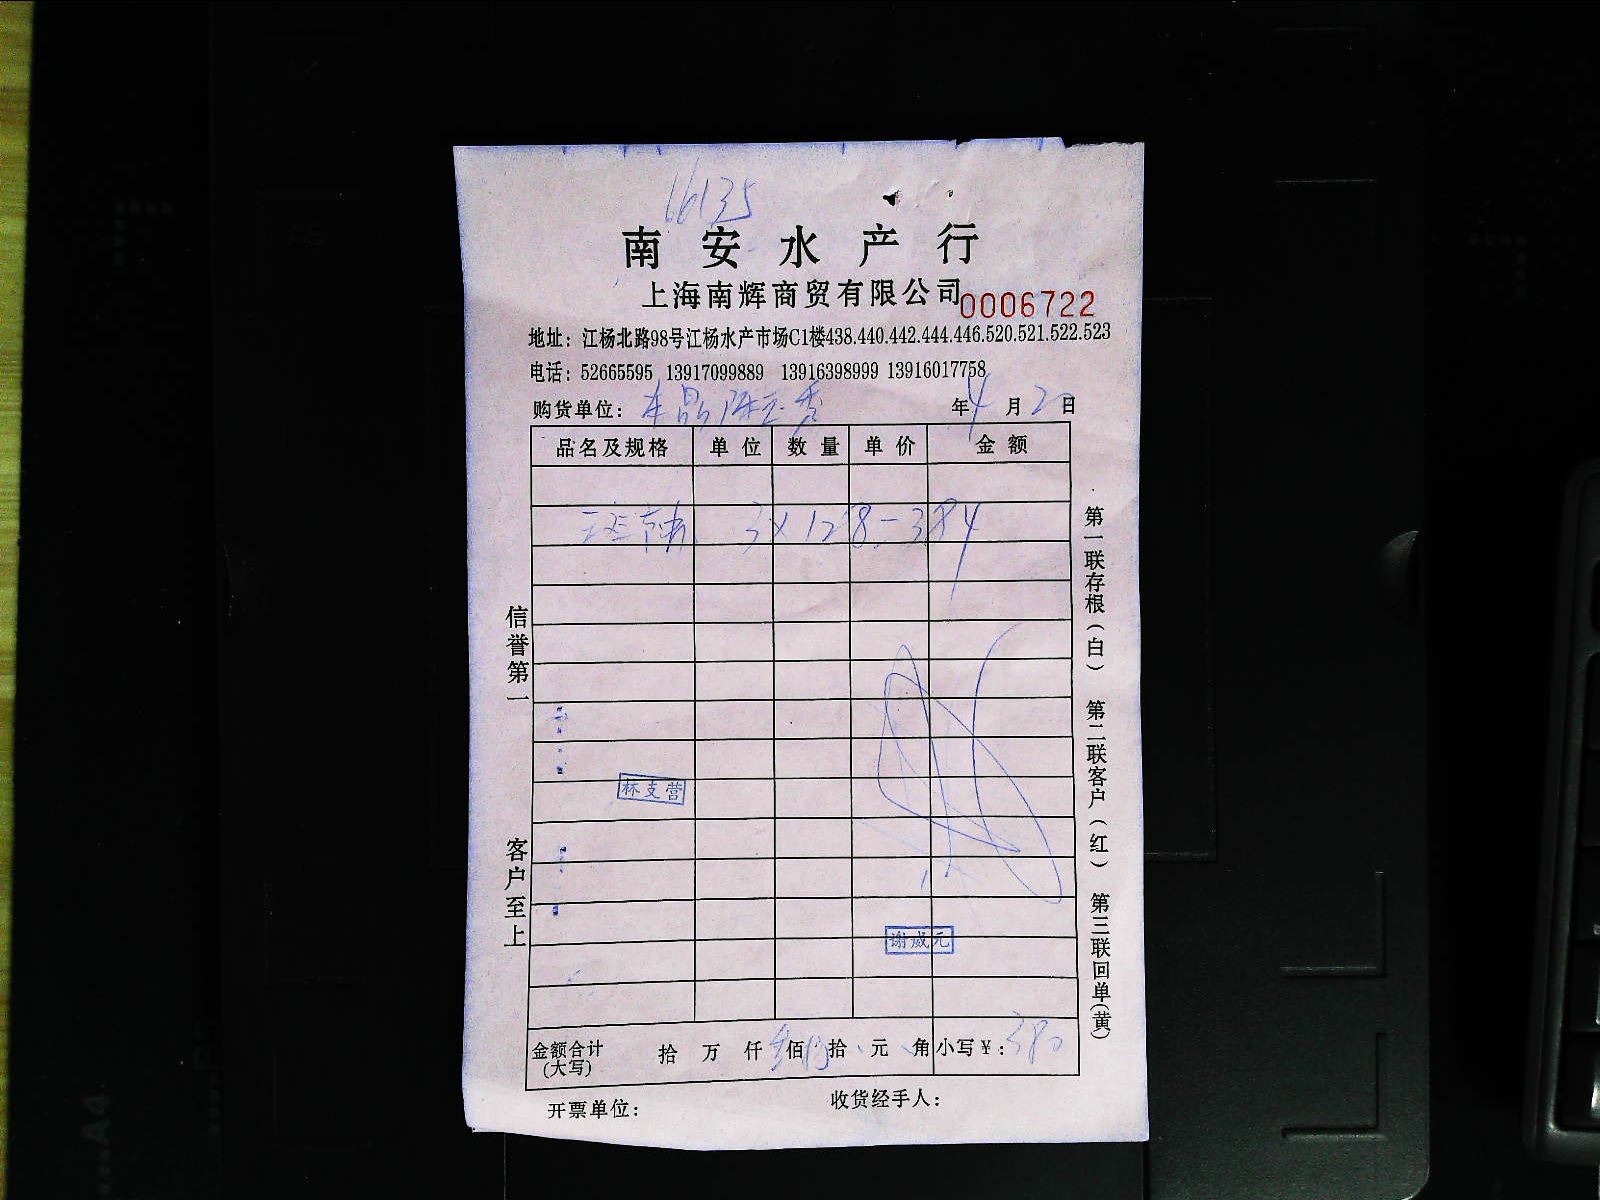 16135
南安水产行
上海南辉商贸有限公司 0006722
地址：江杨北路98号江杨水产市场C1楼438.440.442.444.446.520.521.522.523
电话：52665595 13917099889 13916398999 13916017758
购货单位： 年4月20日
品名及规格 单位 数量 单价 金额
3×128=384
信誉第一
客户至上
林支营
谢成元
第一联存根（白） 第二联客户（红） 第三联回单（黄）
金额合计(大写) 拾 万 仟 叁佰 捌拾 元 角 小写￥：380
开票单位： 收货经手人：